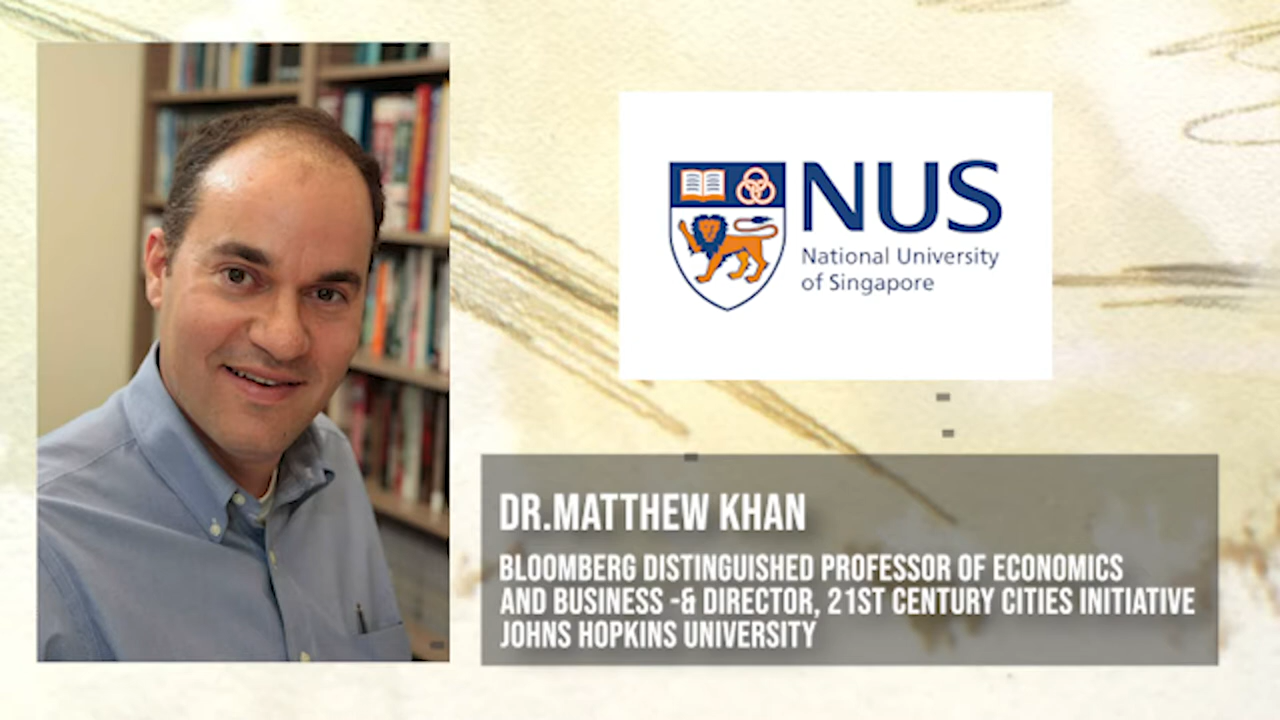 NUS
National University
of Singapore
DR.MATTHEW KHAN
BLOOMBERG DISTINGUISHED PROFESSOR OF ECONOMICS
AND BUSINESS -& DIRECTOR, 21ST CENTURY CITIES INITIATIVE
JOHNS HOPKINS UNIVERSITY